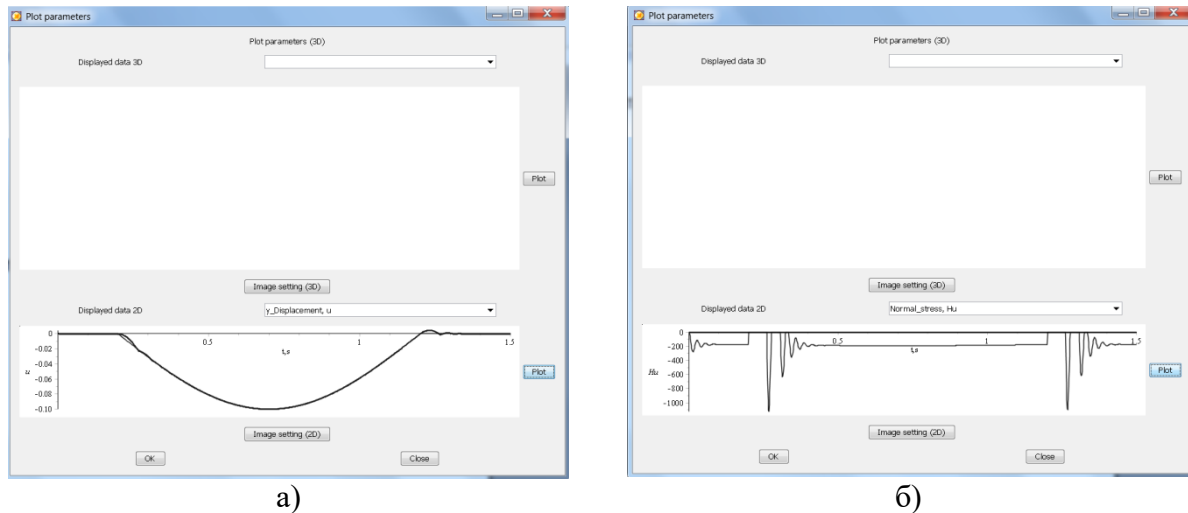 Plot parameters
Plot parameters (3D)
Displayed data 3D
Plot
Image setting (3D)
Displayed data 2D y_Displacement, u
0
-0.02
-0.04
-0.06
-0.08
-0.10
u
0.5 1 1.5
t,s
Plot
Image setting (2D)
OK Close
а)
Plot parameters
Plot parameters (3D)
Displayed data 3D
Plot
Image setting (3D)
Displayed data 2D Normal_stress, Hu
0
-200
-400
-600
-800
-1000
Hu
0.5 1 1.5
t,s
Plot
Image setting (2D)
OK Close
б)